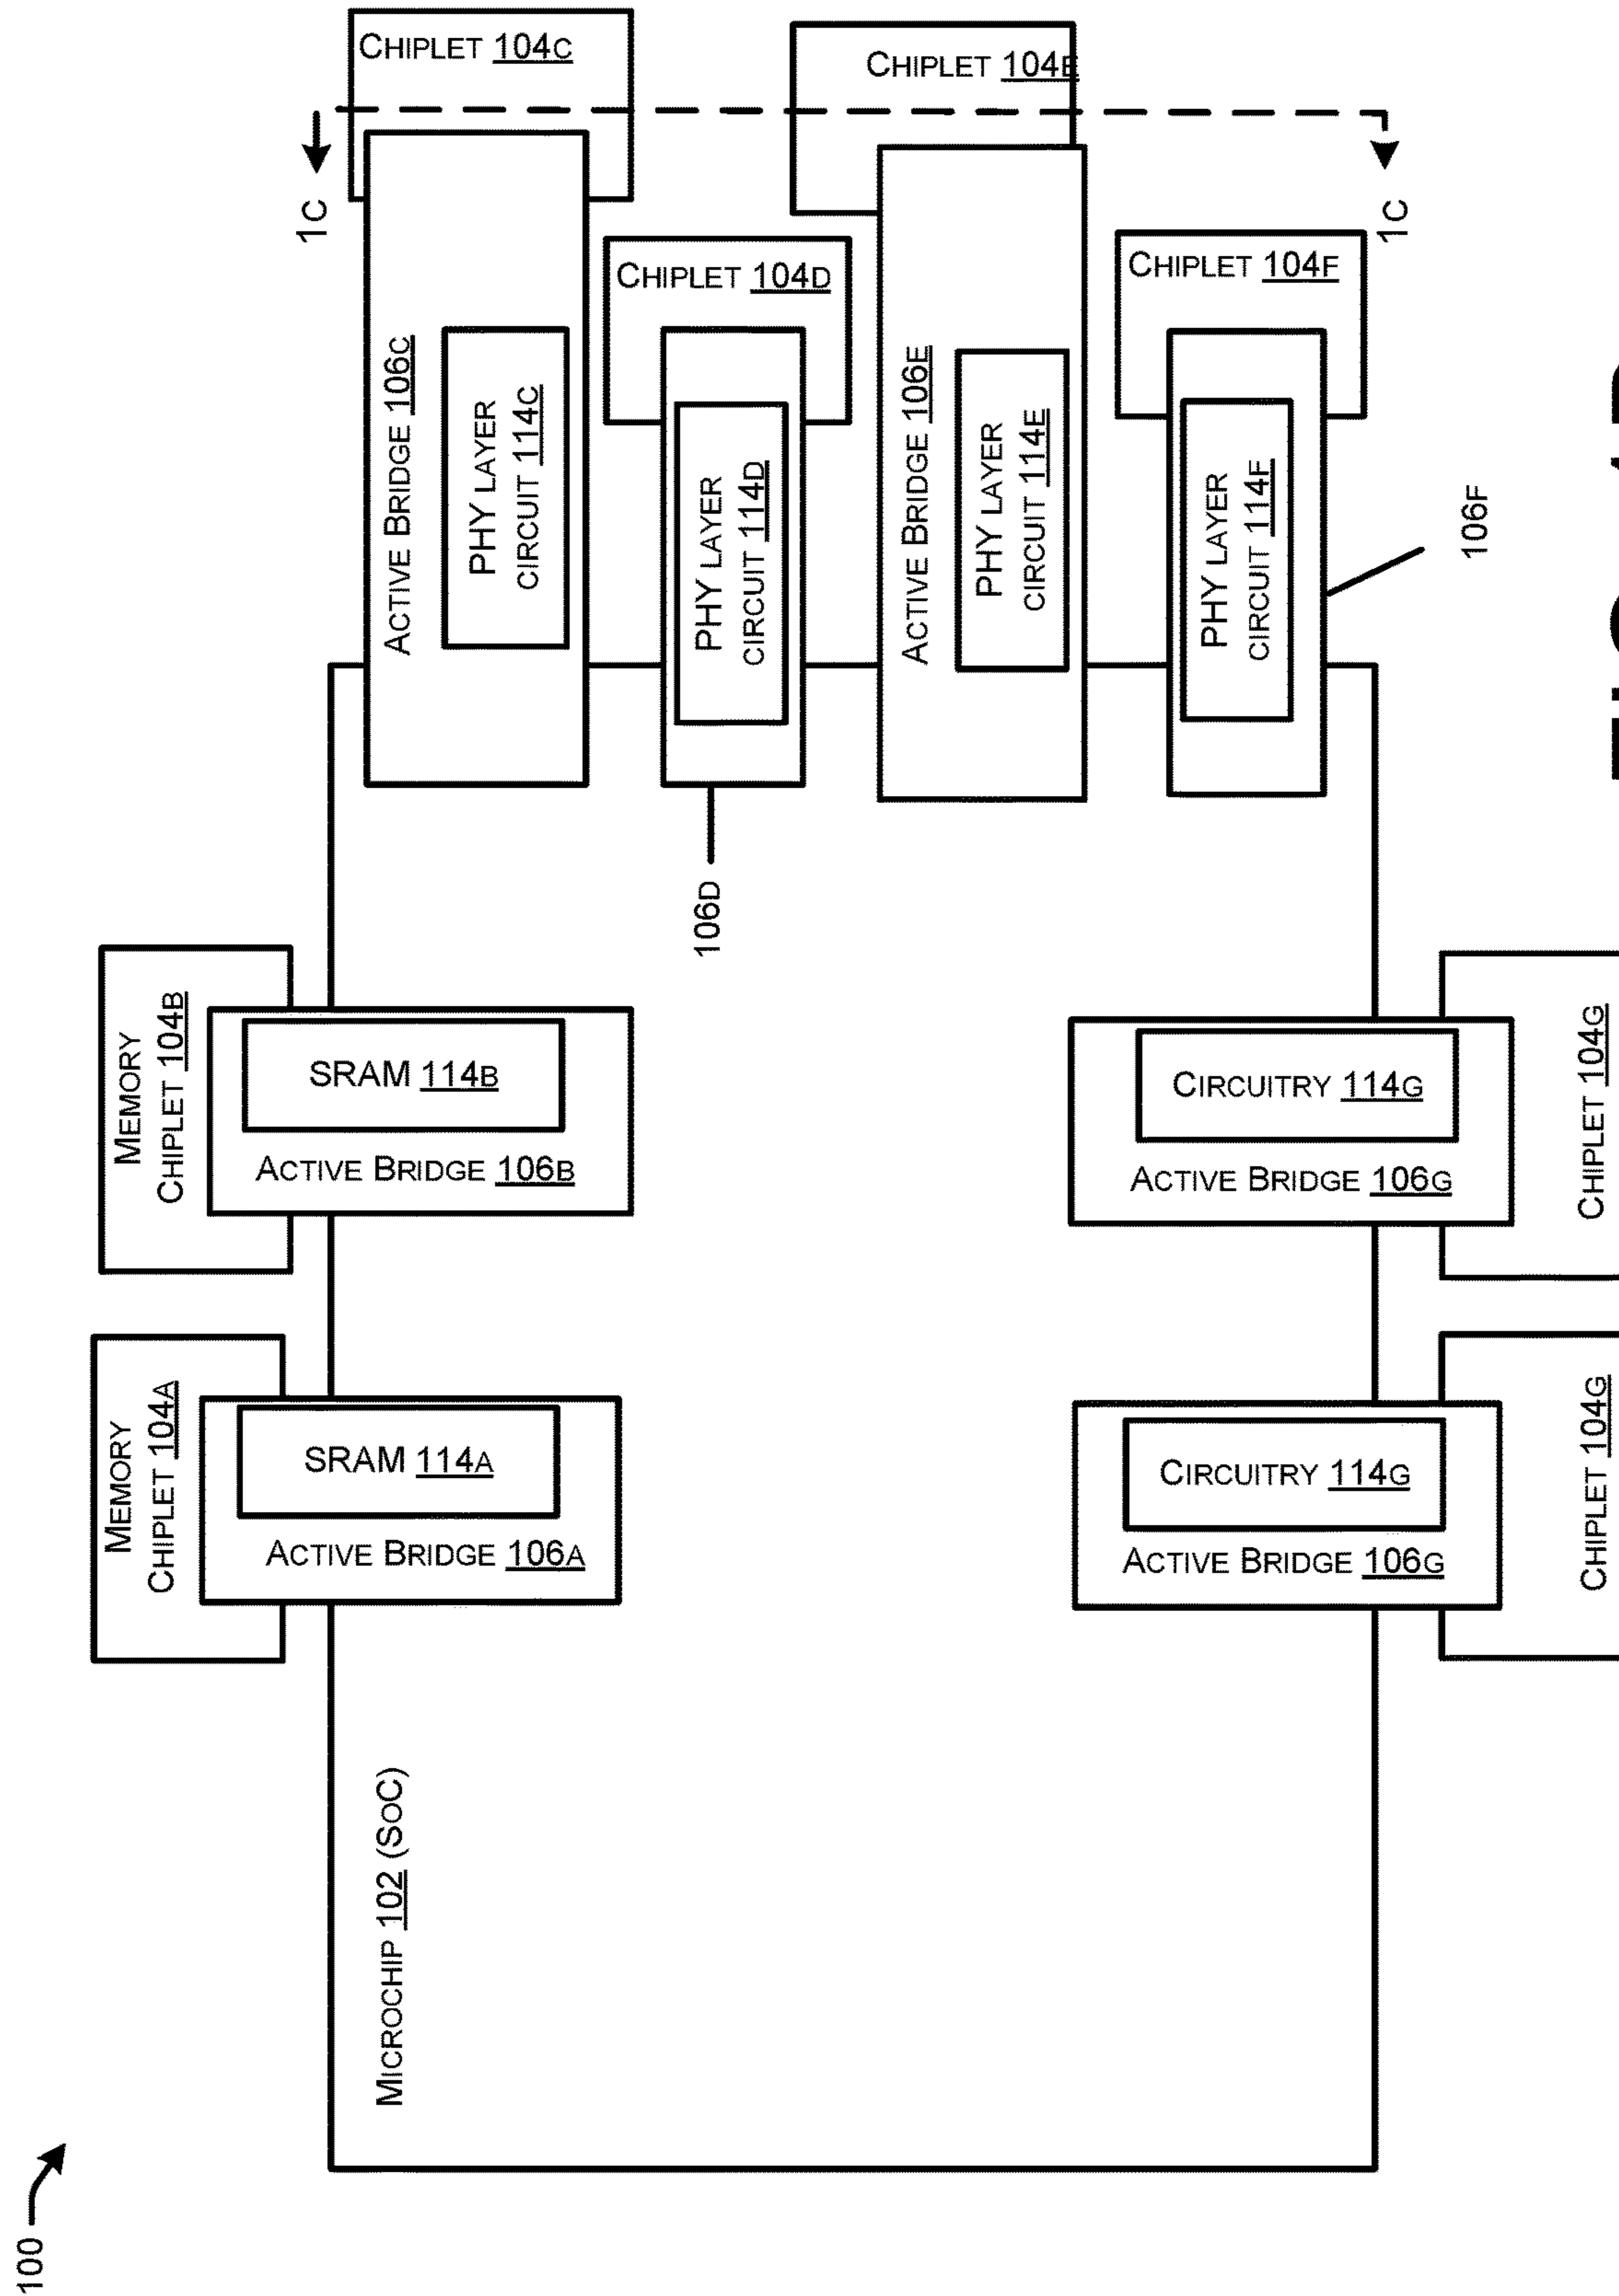 100
MICROCHIP 102 (SOC)
MEMORY
CHIPLET 104A
SRAM 114A
ACTIVE BRIDGE 106A
MEMORY
CHIPLET 104B
SRAM 114B
ACTIVE BRIDGE 106B
CHIPLET 104C
ACTIVE BRIDGE 106C
PHY LAYER
CIRCUIT 114C
CHIPLET 104D
PHY LAYER
CIRCUIT 114D
106D
CHIPLET 104E
ACTIVE BRIDGE 106E
PHY LAYER
CIRCUIT 114E
CHIPLET 104F
PHY LAYER
CIRCUIT 114F
106F
1C
1C
CIRCUITRY 114G
ACTIVE BRIDGE 106G
CHIPLET 104G
CIRCUITRY 114G
ACTIVE BRIDGE 106G
CHIPLET 104G